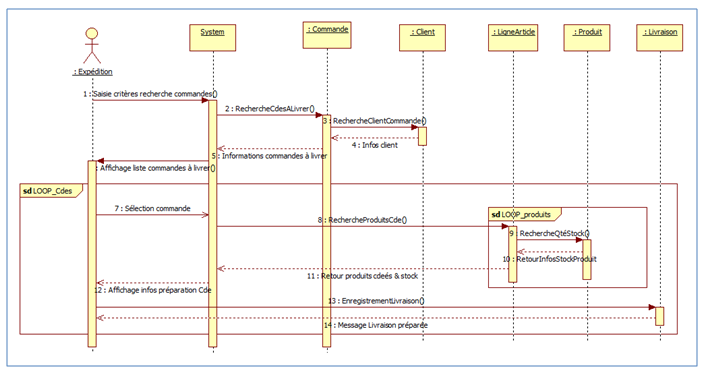 System
: Commande
: Client
: LigneArticle
: Produit
: Livraison
: Expédition
1 : Saisie critères recherche commandes()
2 : RechercheCdesALivrer()
3 : RechercheClientCommande()
4 : Infos client
5 : Informations commandes à livrer
: Affichage liste commandes à livrer()
sd LOOP_Cdes
7 : Sélection commande
sd LOOP_produits
8 : RechercheProduitsCde()
9 : RechercheQtéStock()
10 : RetourInfosStockProduit
11 : Retour produits cdeés & stock
12 : Affichage infos préparation Cde
13 : EnregistrementLivraison()
14 : Message Livraison préparée